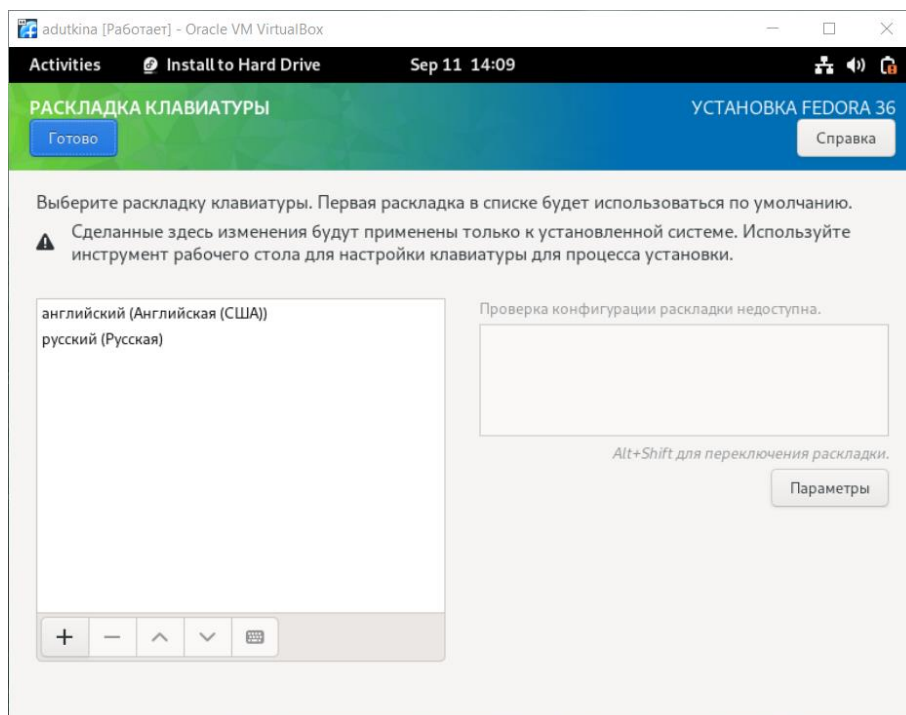 adutkina [Работает] - Oracle VM VirtualBox
Activities Install to Hard Drive Sep 11 14:09
РАСКЛАДКА КЛАВИАТУРЫ УСТАНОВКА FEDORA 36
Готово Справка
Выберите раскладку клавиатуры. Первая раскладка в списке будет использоваться по умолчанию.
Сделанные здесь изменения будут применены только к установленной системе. Используйте
инструмент рабочего стола для настройки клавиатуры для процесса установки.
английский (Английская (США))
русский (Русская)
Проверка конфигурации раскладки недоступна.
Alt+Shift для переключения раскладки.
Параметры